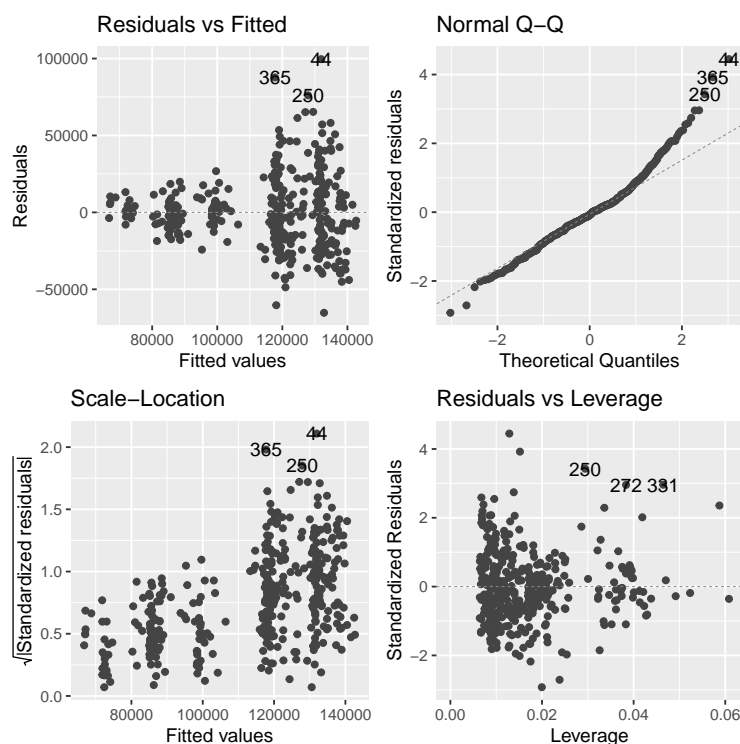 Residuals vs Fitted
100000
50000
0
−50000
Residuals
44
365
250
80000 100000 120000 140000
Fitted values
Normal Q−Q
4
2
0
−2
Standardized residuals
44
365
250
−2 0 2
Theoretical Quantiles
Scale−Location
2.0
1.5
1.0
0.5
0.0
√|Standardized residuals|
44
365
250
80000 100000 120000 140000
Fitted values
Residuals vs Leverage
4
2
0
−2
Standardized Residuals
250
272 331
0.00 0.02 0.04 0.06
Leverage